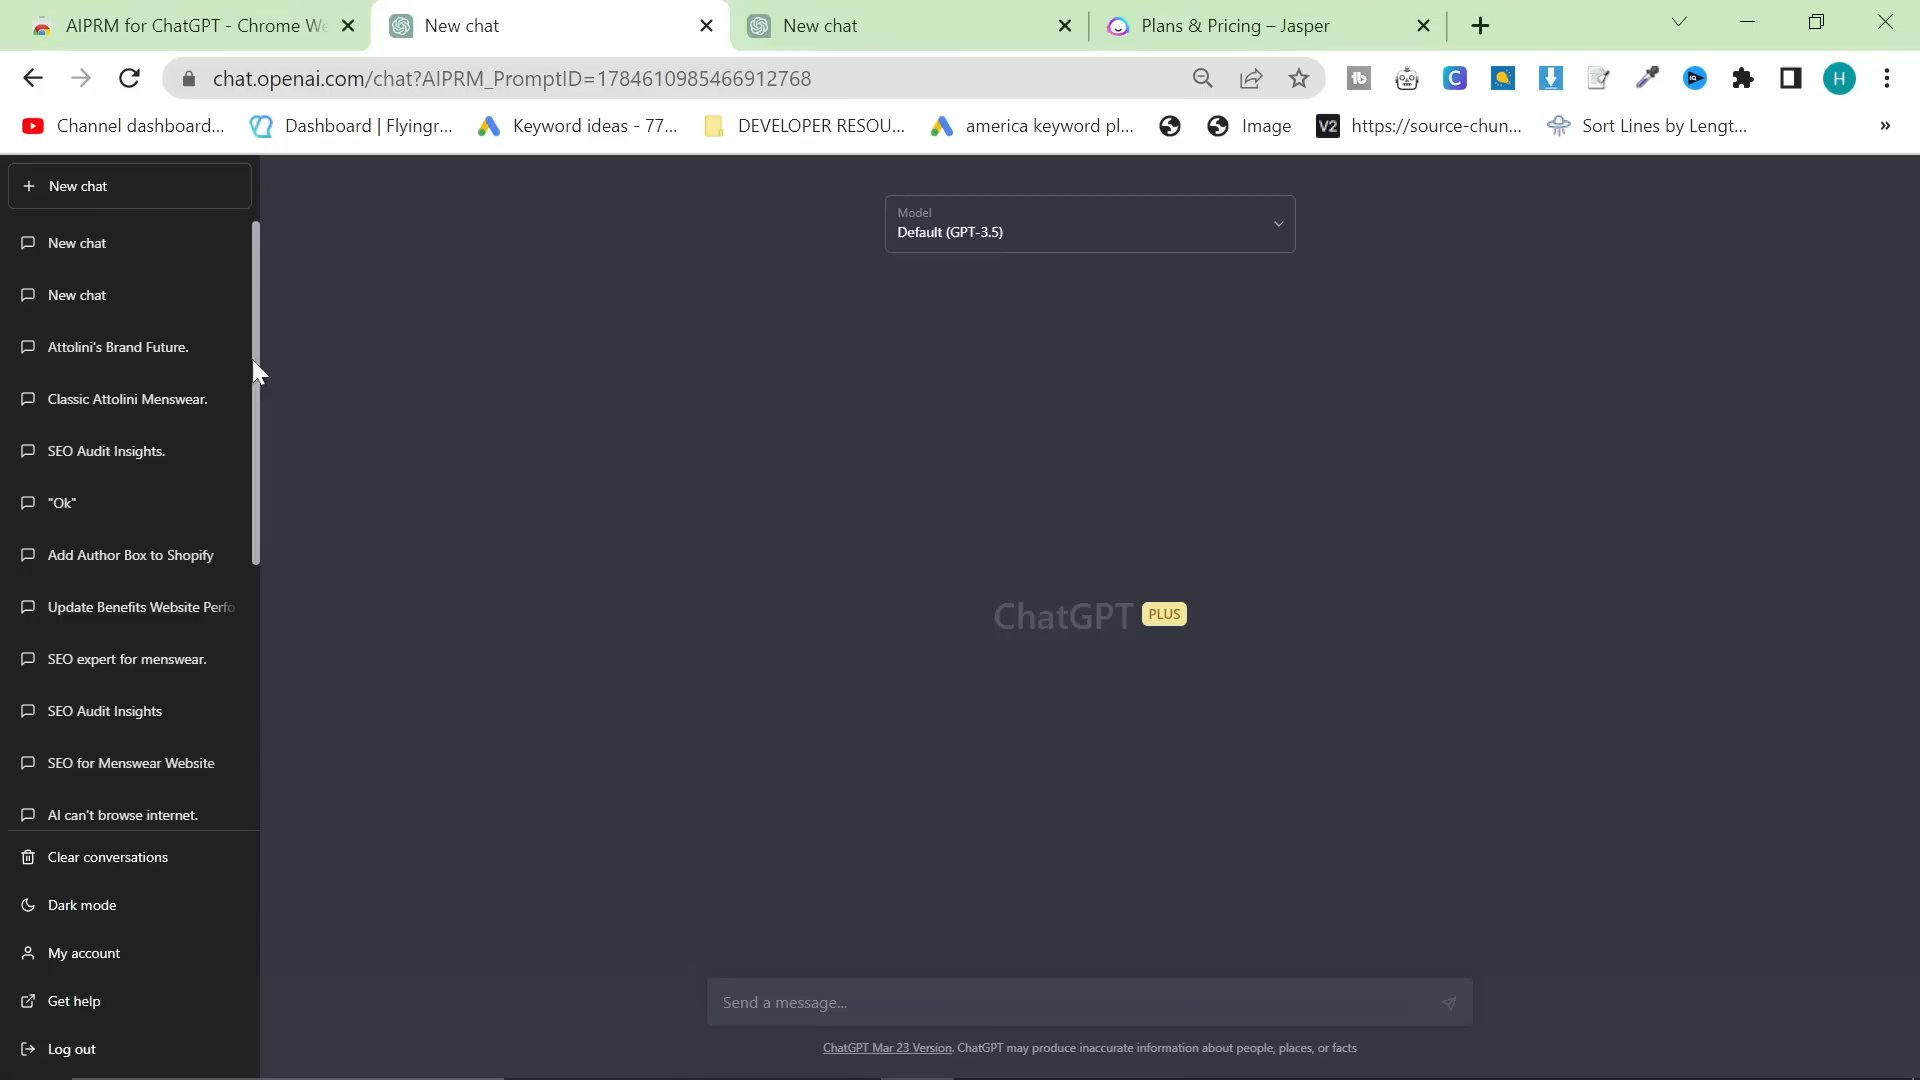 AIPRM for ChatGPT - Chrome We
New chat
New chat
Plans & Pricing – Jasper
chat.openai.com/chat?AIPRM_PromptID=1784610985466912768
tb
C
H
Channel dashboard...
Dashboard | Flyingr...
Keyword ideas - 77...
DEVELOPER RESOU...
america keyword pl...
Image
V2
https://source-chun...
Sort Lines by Lengt...
»
New chat
New chat
New chat
Attolini's Brand Future.
Classic Attolini Menswear.
SEO Audit Insights.
"Ok"
Add Author Box to Shopify
Update Benefits Website Perfo
SEO expert for menswear.
SEO Audit Insights
SEO for Menswear Website
AI can't browse internet.
Clear conversations
Dark mode
My account
Get help
Log out
Model
Default (GPT-3.5)
ChatGPT PLUS
Send a message...
ChatGPT Mar 23 Version. ChatGPT may produce inaccurate information about people, places, or facts